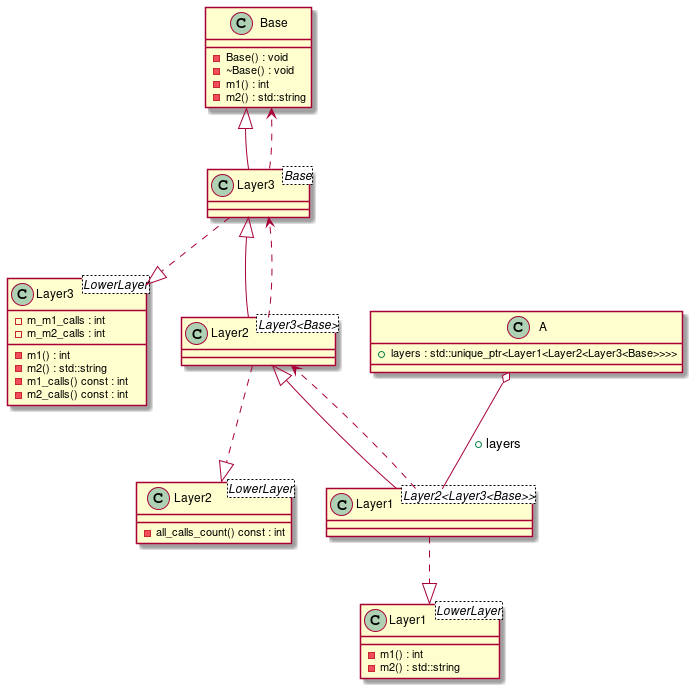 C Base
Base() : void
~Base() : void
m1() : int
m2() : std::string
C Layer3 Base
C Layer3 LowerLayer
m_m1_calls : int
m_m2_calls : int
m1() : int
m2() : std::string
m1_calls() const : int
m2_calls() const : int
C Layer2 Layer3<Base>
C A
layers : std::unique_ptr<Layer1<Layer2<Layer3<Base>>>>
layers
C Layer2 LowerLayer
all_calls_count() const : int
C Layer1 Layer2<Layer3<Base>>
C Layer1 LowerLayer
m1() : int
m2() : std::string